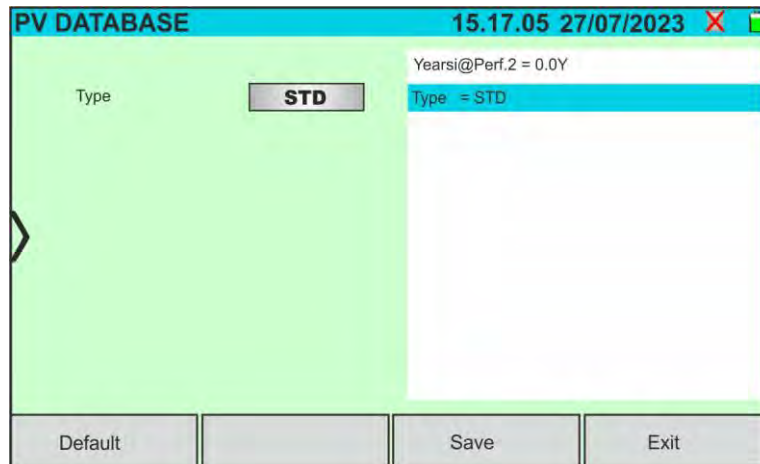 PV DATABASE 15.17.05 27/07/2023
Yearsi@Perf.2 = 0.0Y
Type STD Type = STD
Default Save Exit